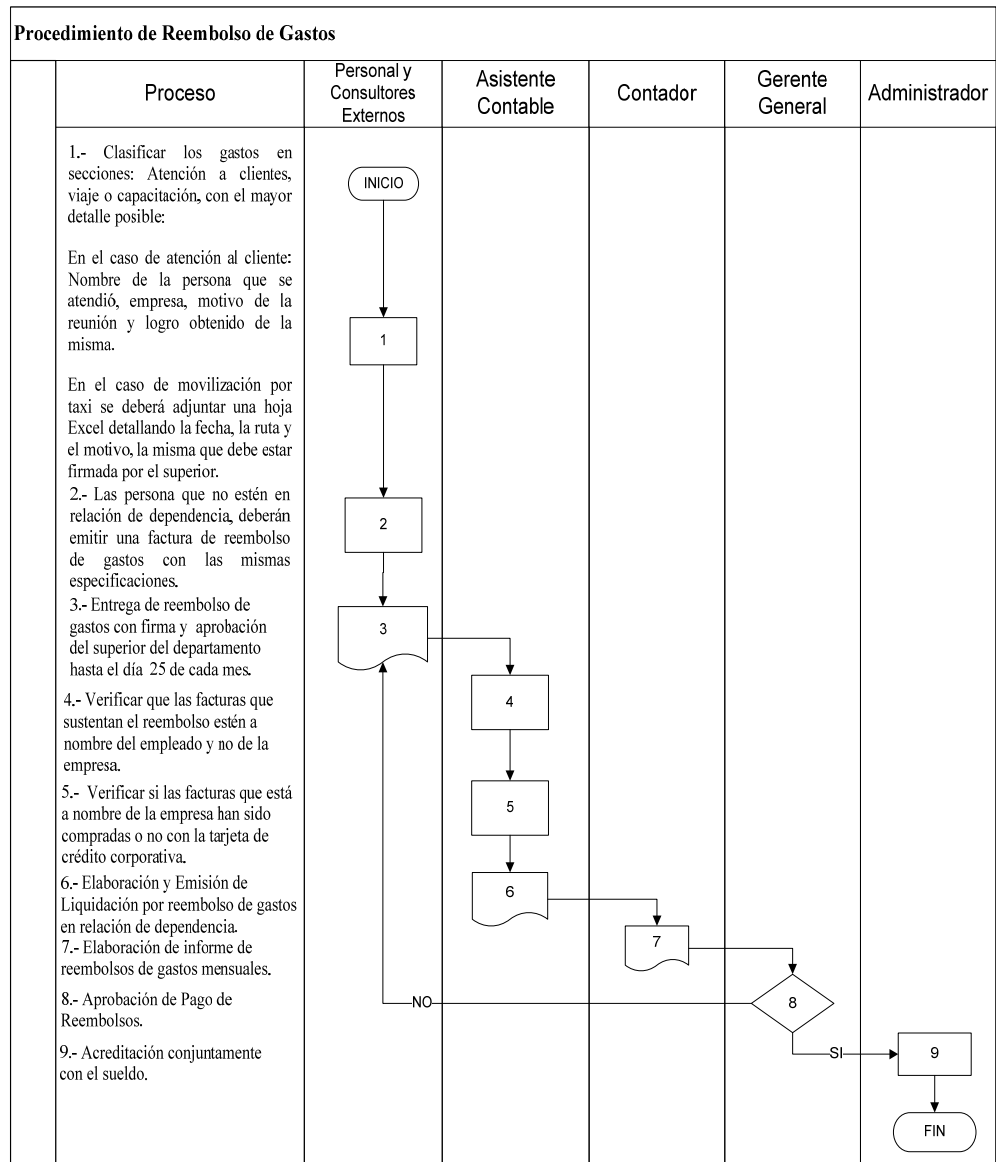 Procedimiento de Reembolso de Gastos
Proceso
Personal y
Consultores
Externos
Asistente
Contable
Contador
Gerente
General
Administrador
1.- Clasificar los gastos en
secciones: Atención a clientes,
viaje o capacitación, con el mayor
detalle posible:
En el caso de atención al cliente:
Nombre de la persona que se
atendió, empresa, motivo de la
reunión y logro obtenido de la
misma.
En el caso de movilización por
taxi se deberá adjuntar una hoja
Excel detallando la fecha, la ruta y
el motivo, la misma que debe estar
firmada por el superior.
2.- Las persona que no estén en
relación de dependencia, deberán
emitir una factura de reembolso
de gastos con las mismas
especificaciones.
3.- Entrega de reembolso de
gastos con firma y aprobación
del superior del departamento
hasta el día 25 de cada mes.
4.- Verificar que las facturas que
sustentan el reembolso estén a
nombre del empleado y no de la
empresa.
5.- Verificar si las facturas que está
a nombre de la empresa han sido
compradas o no con la tarjeta de
crédito corporativa.
6.- Elaboración y Emisión de
Liquidación por reembolso de gastos
en relación de dependencia.
7.- Elaboración de informe de
reembolsos de gastos mensuales.
8.- Aprobación de Pago de
Reembolsos.
9.- Acreditación conjuntamente
con el sueldo.
INICIO
1
2
3
4
5
6
7
8
NO
SI
9
FIN